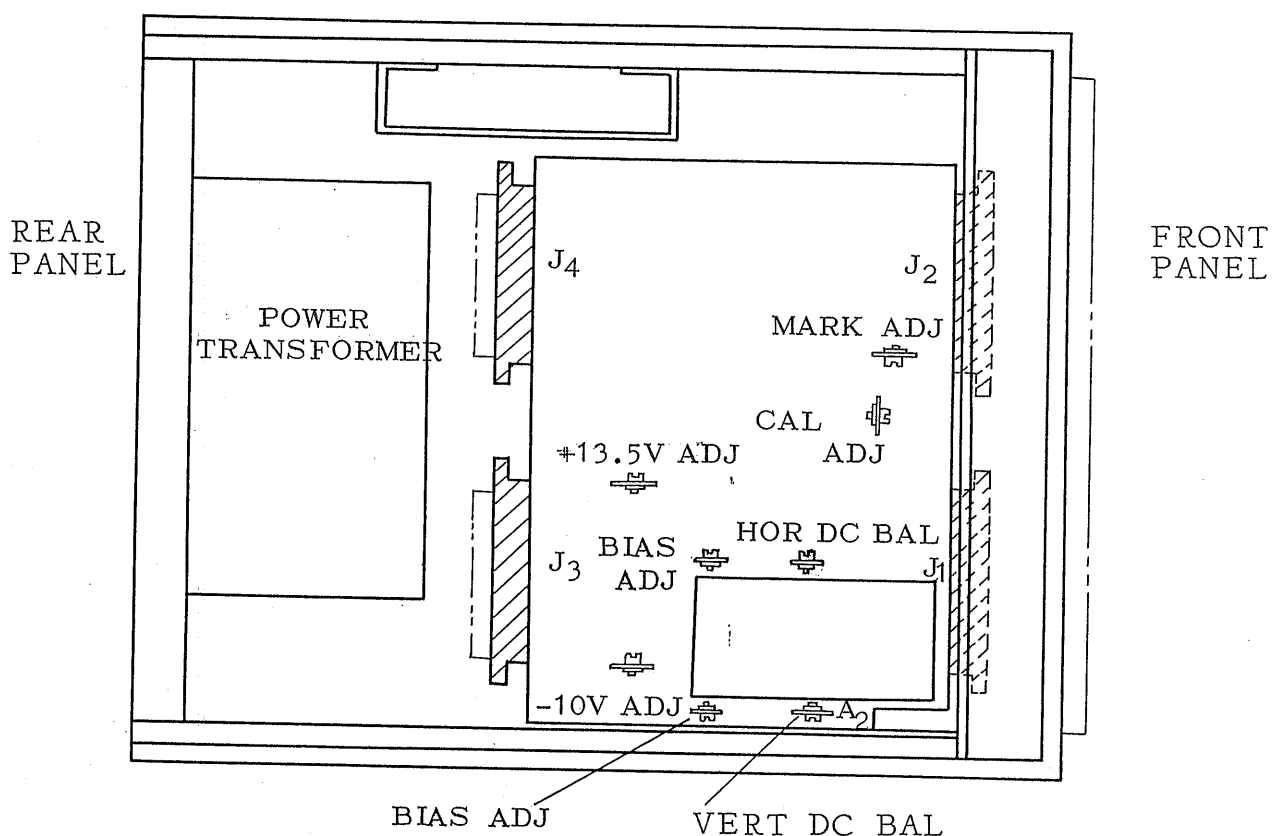 REAR
PANEL
POWER
TRANSFORMER
J4
J2
MARK ADJ
CAL
ADJ
+13.5V ADJ
HOR DC BAL
J3
BIAS
ADJ
J1
-10V ADJ
A2
BIAS ADJ
VERT DC BAL
FRONT
PANEL